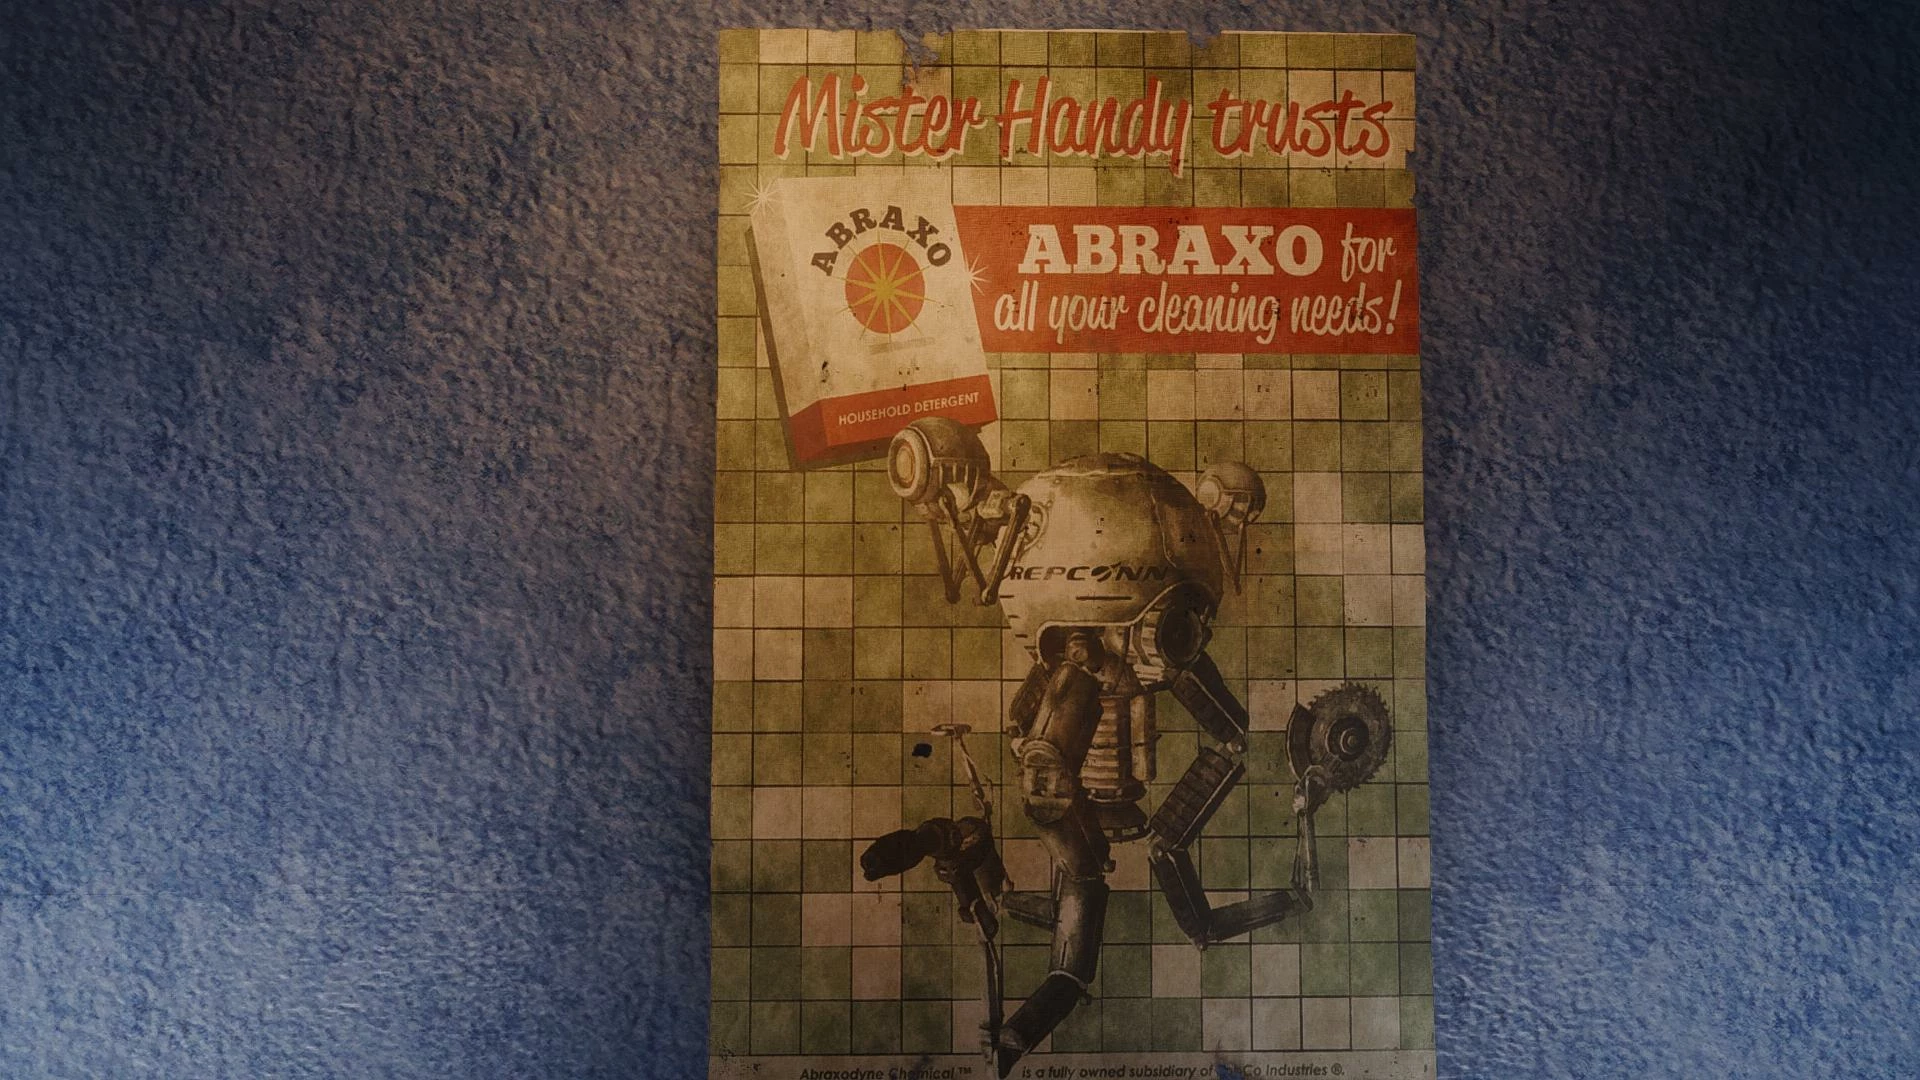 Mister Handy trusts
ABRAXO
ABRAXO for
all your cleaning needs!
HOUSEHOLD DETERGENT
REPCONN
Abraxodyne Chemical™ is a fully owned subsidiary of Industries ®.